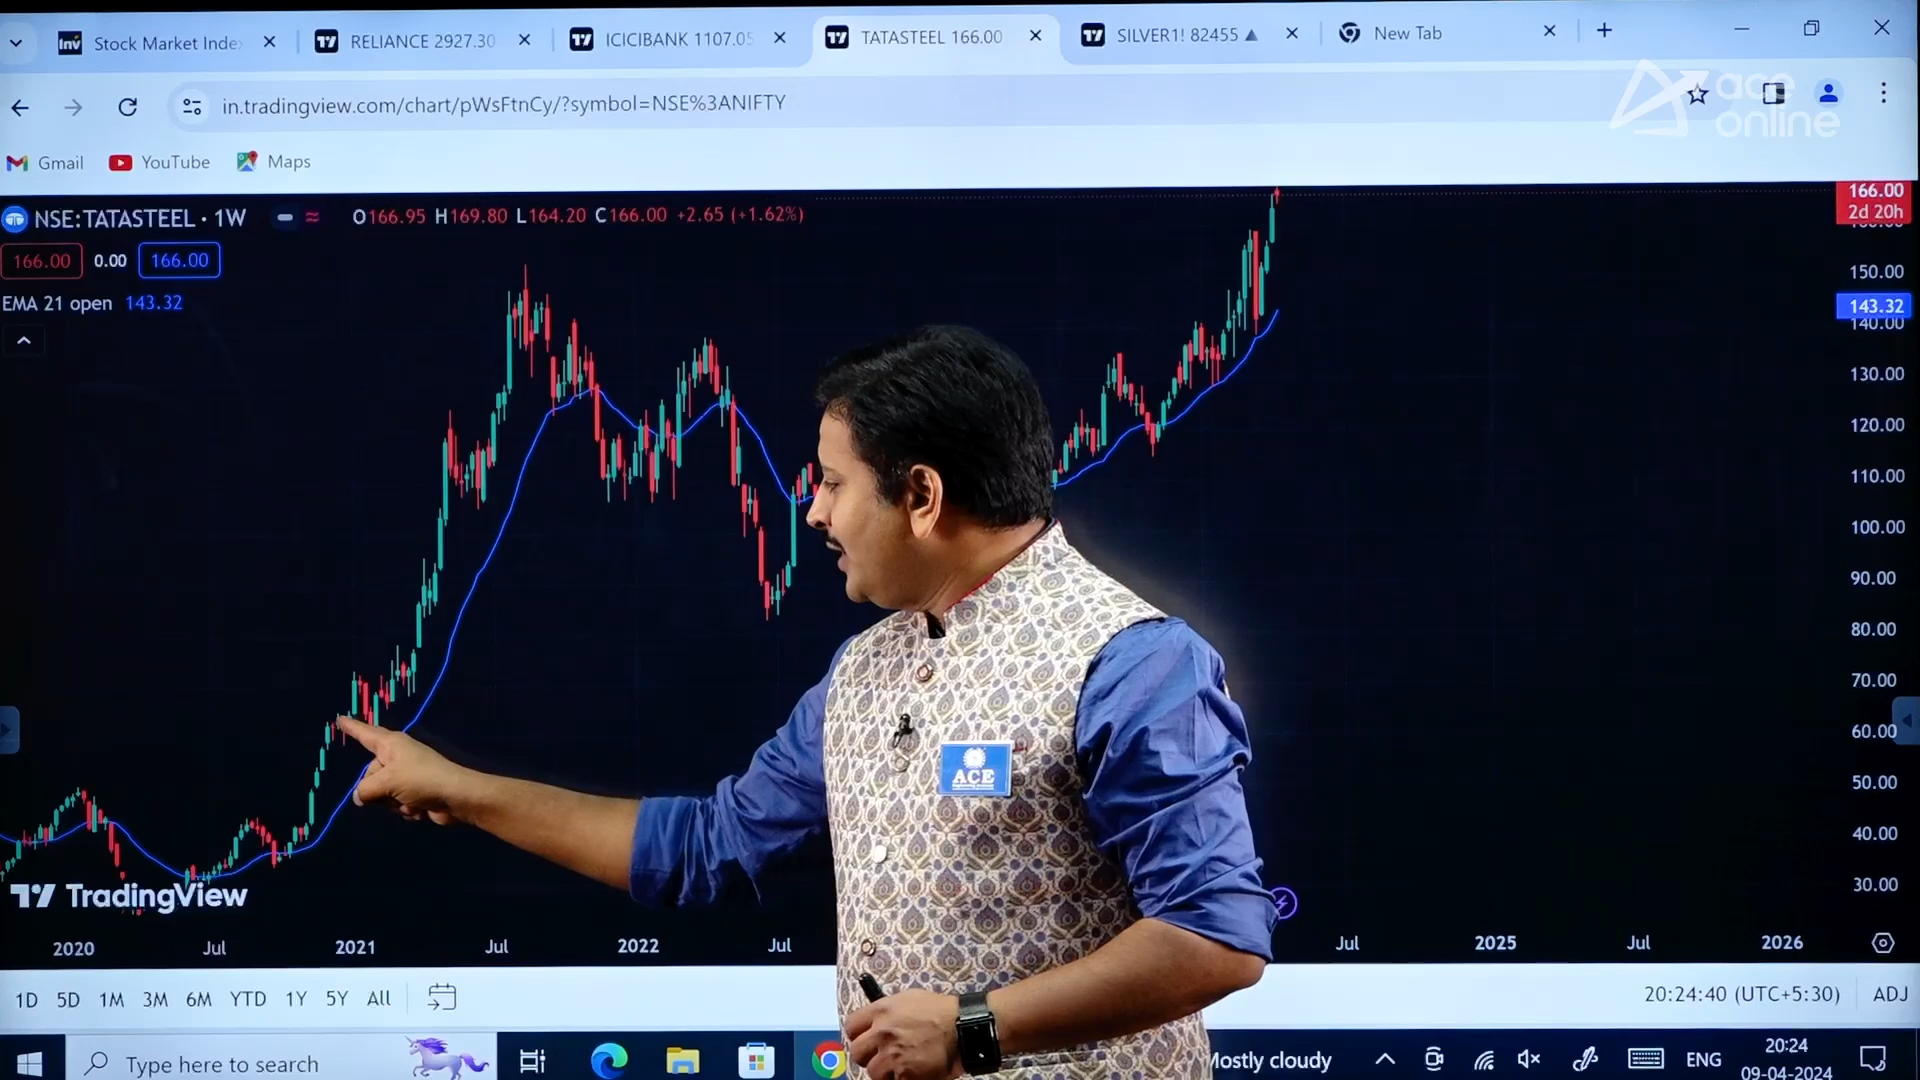 Stock Market Inde
RELIANCE 2927.30
ICICIBANK 1107.05
TATASTEEL 166.00
SILVER1! 82455
New Tab
in.tradingview.com/chart/pWsFtnCy/?symbol=NSE%3ANIFTY
ace
online
Gmail
YouTube
Maps
NSE:TATASTEEL · 1W
O166.95 H169.80 L164.20 C166.00 +2.65 (+1.62%)
166.00 0.00 166.00
EMA 21 open 143.32
166.00
2d 20h
150.00
143.32
140.00
130.00
120.00
110.00
100.00
90.00
80.00
70.00
60.00
50.00
40.00
30.00
ACE
TradingView
2020 Jul 2021 Jul 2022 Jul Jul 2025 Jul 2026
1D 5D 1M 3M 6M YTD 1Y 5Y All
20:24:40 (UTC+5:30) ADJ
Type here to search
Mostly cloudy
ENG
20:24
09-04-2024